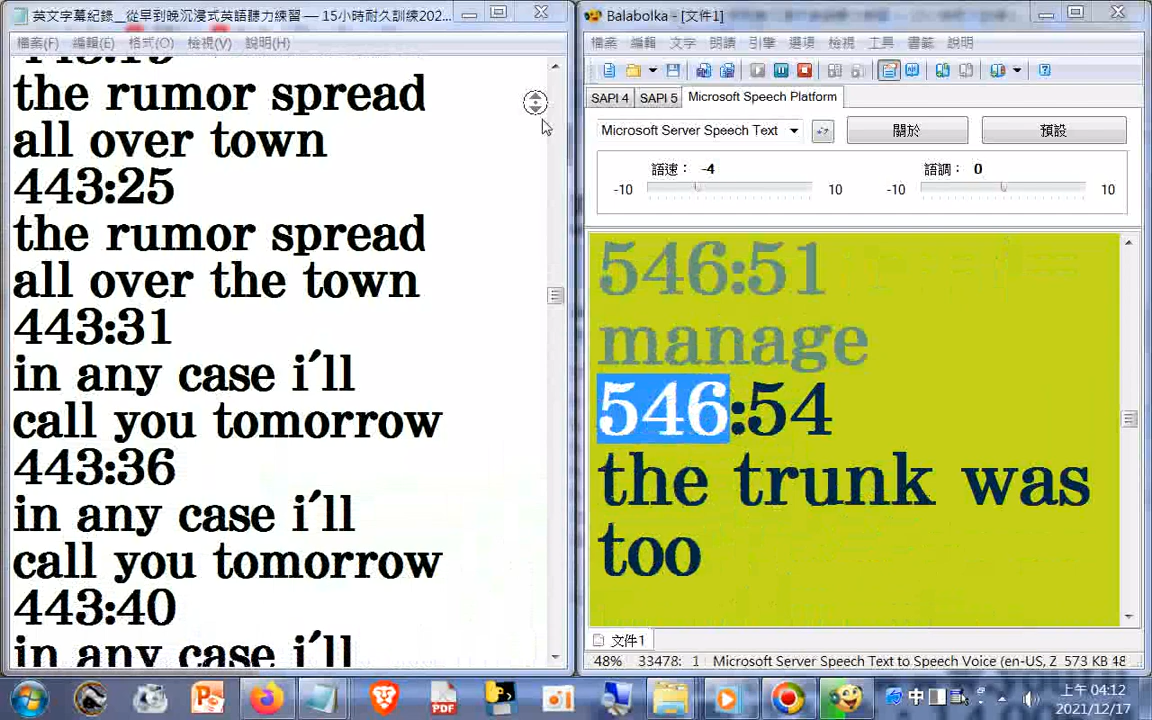 英文字幕紀錄__從早到晚沉浸式英語聽力練習 — 15小時耐久訓練202...
檔案(F) 編輯(E) 格式(O) 檢視(V) 說明(H)
the rumor spread
all over town
443:25
the rumor spread
all over the town
443:31
in any case i'll
call you tomorrow
443:36
in any case i'll
call you tomorrow
443:40
in any case i'll
Balabolka - [文件1]
檔案 編輯 文字 朗讀 引擎 選項 檢視 工具 書籤 說明
SAPI 4 SAPI 5 Microsoft Speech Platform
Microsoft Server Speech Text 關於 預設
語速： -4 語調： 0
-10 10 -10 10
546:51
manage
546:54
the trunk was
too
文件1
48% 33478: 1 Microsoft Server Speech Text to Speech Voice (en-US, Z 573 KB 48
PDF 中 上午 04:12
2021/12/17